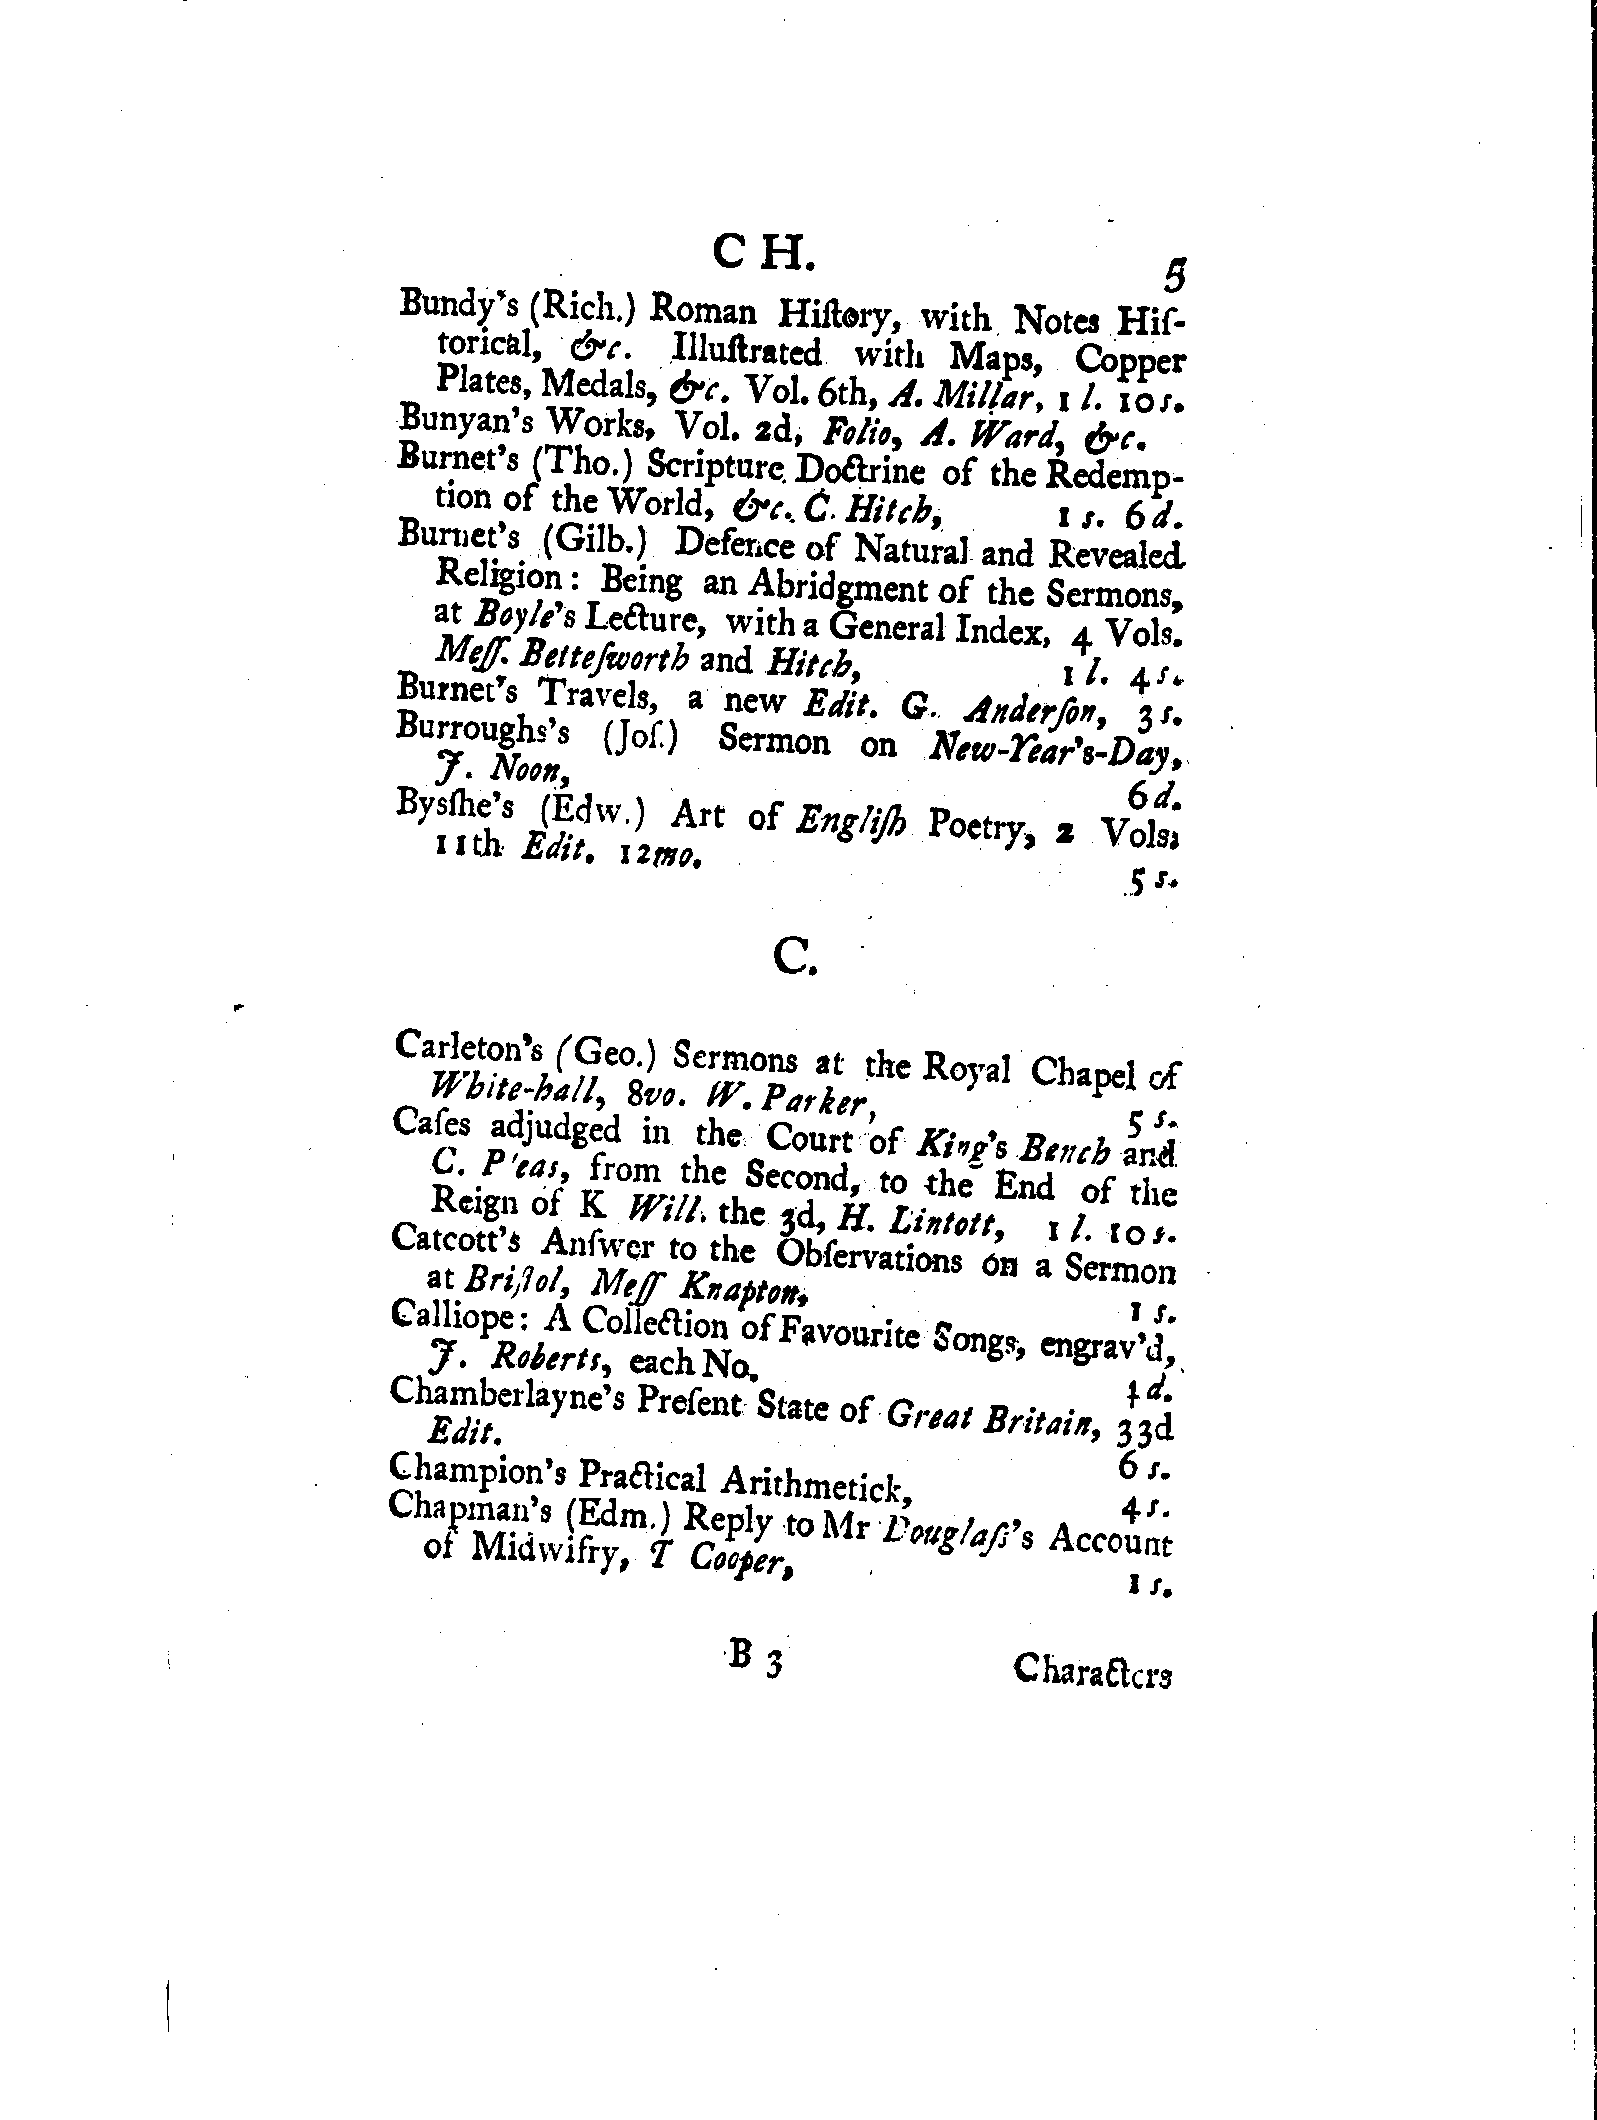 C H. 5
Bundy's (Rich.) Roman Hiſtory, with Notes Hiſ-
torical, &c. Illuſtrated with Maps, Copper
Plates, Medals, &c. Vol. 6th, A. Millar, 1 l. 10 s.
Bunyan's Works, Vol. 2d, Folio, A. Ward, &c.
Burnet's (Tho.) Scripture Doctrine of the Redemp-
tion of the World, &c. C. Hitch, 1 s. 6 d.
Burnet's (Gilb.) Defence of Natural and Revealed
Religion: Being an Abridgment of the Sermons,
at Boyle's Lecture, with a General Index, 4 Vols.
Meſſ. Betteſworth and Hitch, 1 l. 4 s.
Burnet's Travels, a new Edit. G. Anderſon, 3 s.
Burroughs's (Joſ.) Sermon on New-Year's-Day,
J. Noon, 6 d.
Bysſhe's (Edw.) Art of Engliſh Poetry, 2 Vols.
11th Edit. 12mo. 5 s.
C.
Carleton's (Geo.) Sermons at the Royal Chapel of
White-hall, 8vo. W. Parker, 5 s.
Caſes adjudged in the Court of King's Bench and
C. P'eas, from the Second, to the End of the
Reign of K Will. the 3d, H. Lintott, 1 l. 10 s.
Catcott's Anſwer to the Obſervations on a Sermon
at Briſtol, Meſſ Knapton, 1 s.
Calliope: A Collection of Favourite Songs, engrav'd,
J. Roberts, each No. 4 d.
Chamberlayne's Preſent State of Great Britain, 33d
Edit. 6 s.
Champion's Practical Arithmetick, 4 s.
Chapman's (Edm.) Reply to Mr Douglaſs's Account
of Midwifry, T Cooper, 1 s.
B 3 Characters